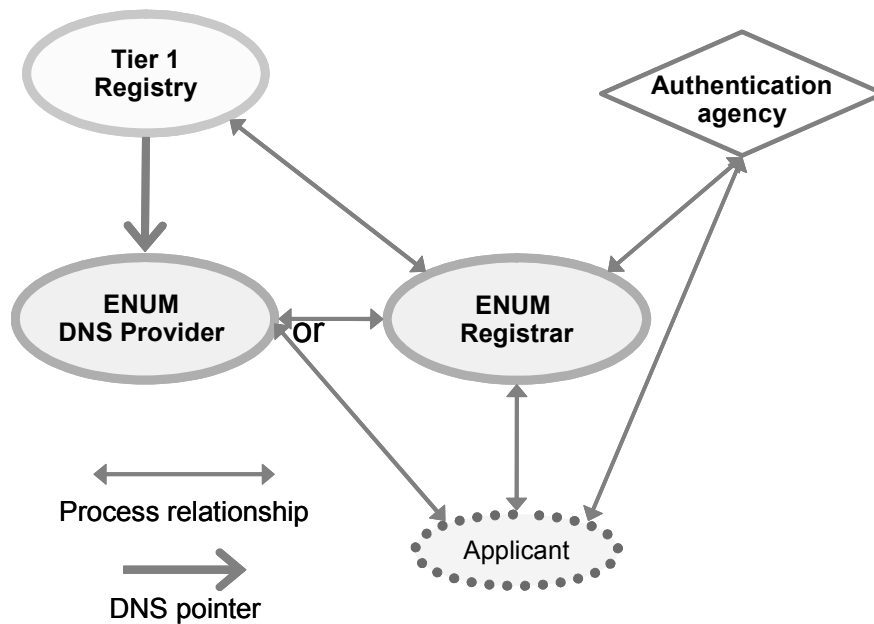 Tier 1
Registry
Authentication
agency
ENUM
DNS Provider
or
ENUM
Registrar
Process relationship
Applicant
DNS pointer